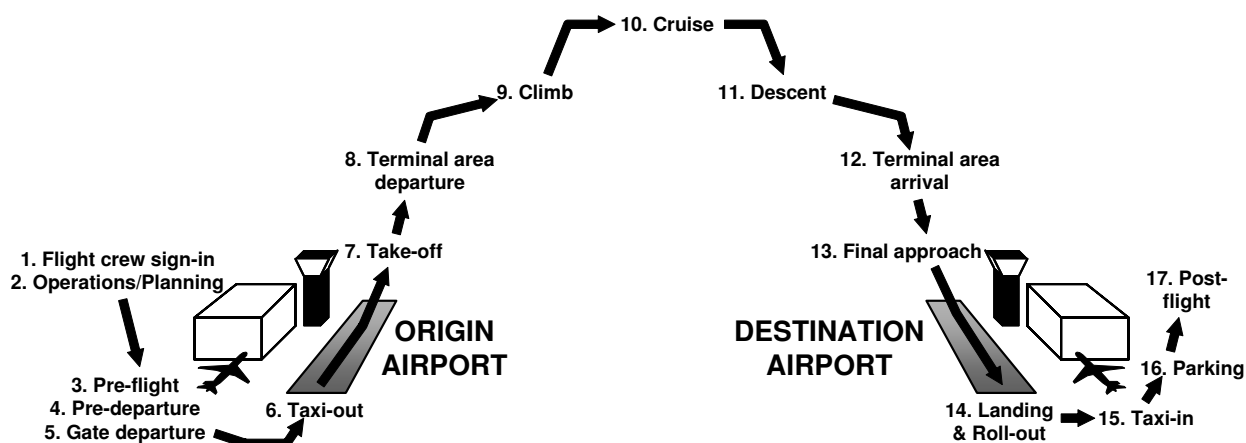 1. Flight crew sign-in
2. Operations/Planning
3. Pre-flight
4. Pre-departure
5. Gate departure
6. Taxi-out
7. Take-off
8. Terminal area
departure
9. Climb
10. Cruise
11. Descent
12. Terminal area
arrival
13. Final approach
14. Landing
& Roll-out
15. Taxi-in
16. Parking
17. Post-
flight
ORIGIN
AIRPORT
DESTINATION
AIRPORT